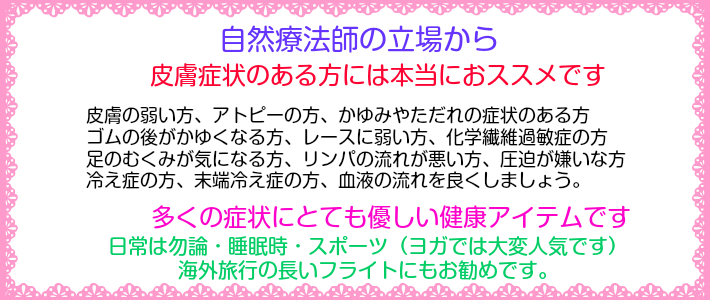 自然療法師の立場から
皮膚症状のある方には本当におススメです
皮膚の弱い方、アトピーの方、かゆみやただれの症状のある方
ゴムの後がかゆくなる方、レースに弱い方、化学繊維過敏症の方
足のむくみが気になる方、リンパの流れが悪い方、圧迫が嫌いな方
冷え症の方、末端冷え症の方、血液の流れを良くしましょう。
多くの症状にとても優しい健康アイテムです
日常は勿論・睡眠時・スポーツ（ヨガでは大変人気です）
海外旅行の長いフライトにもお勧めです。